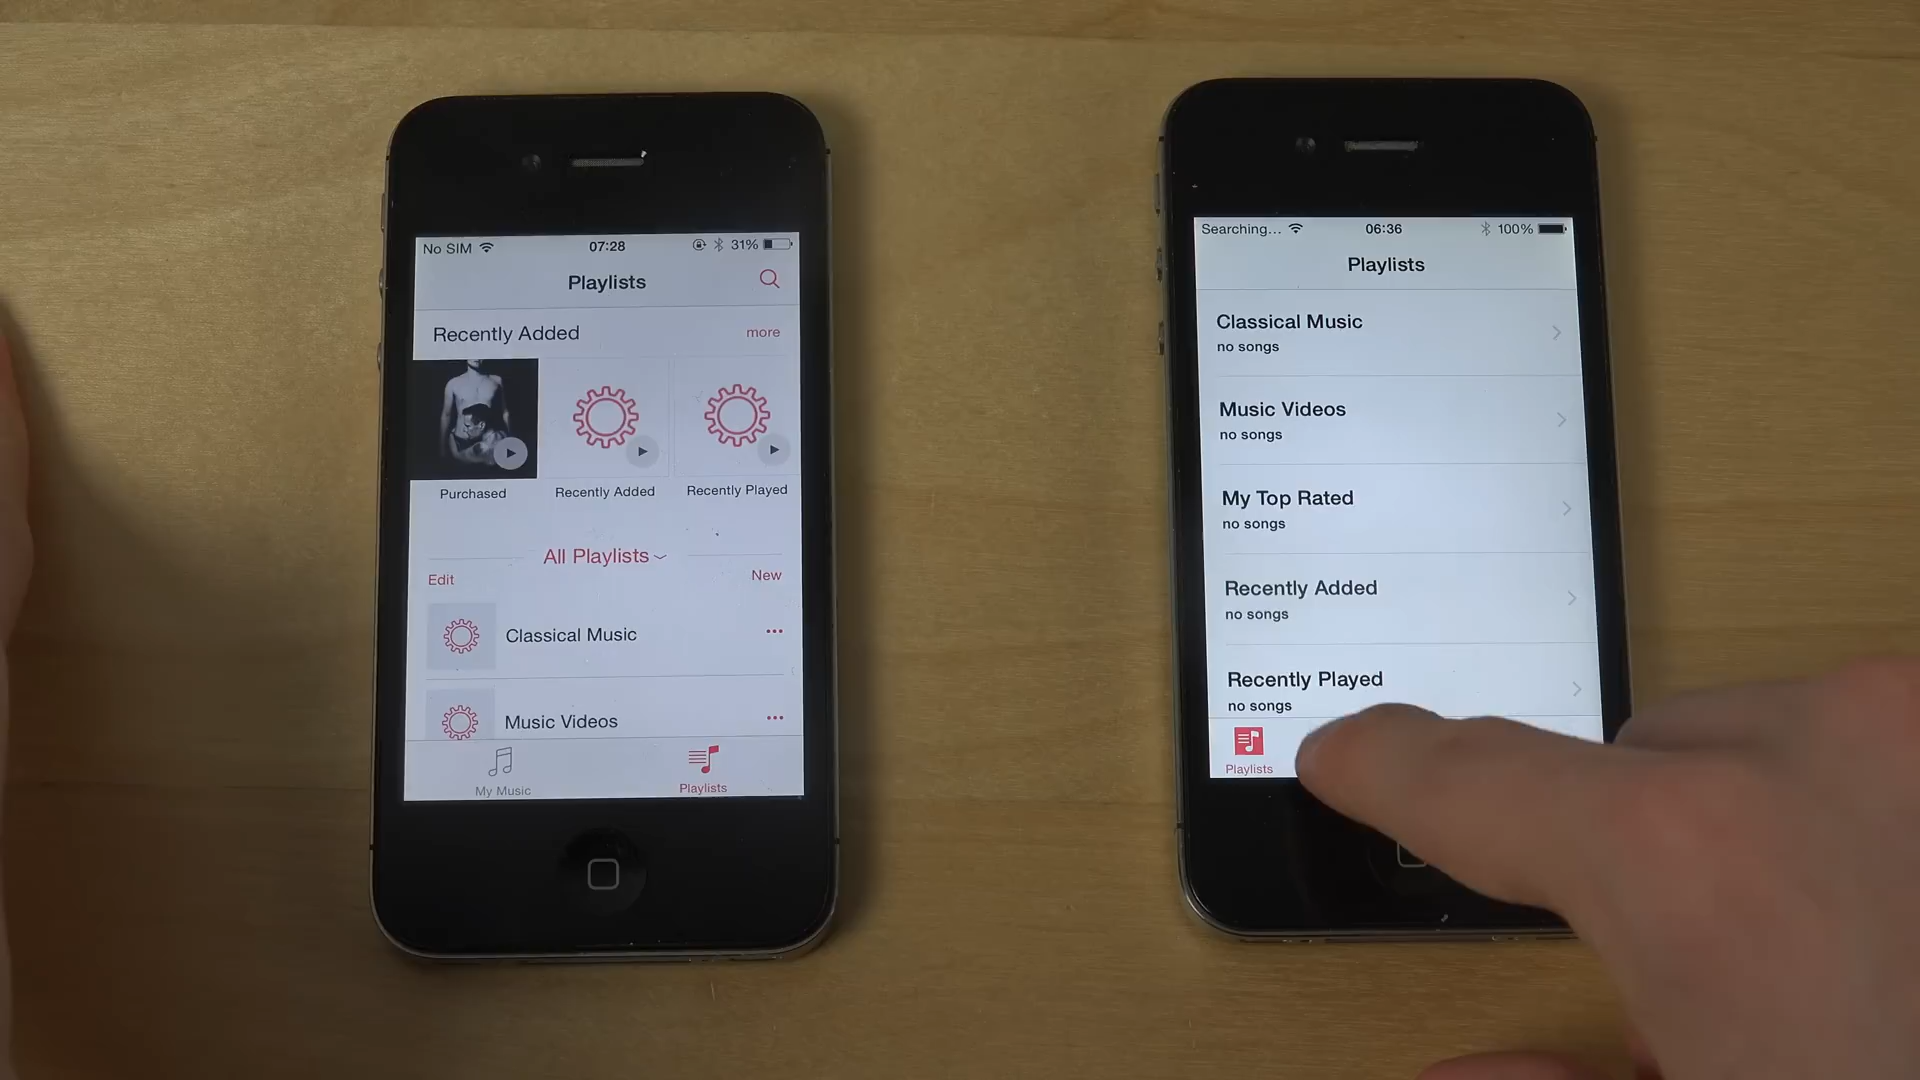 No SIM 07:28 31%
Playlists
Recently Added more
Purchased Recently Added Recently Played
All Playlists
Edit New
Classical Music
Music Videos
My Music Playlists
Searching... 06:36 100%
Playlists
Classical Music
no songs
Music Videos
no songs
My Top Rated
no songs
Recently Added
no songs
Recently Played
no songs
Playlists